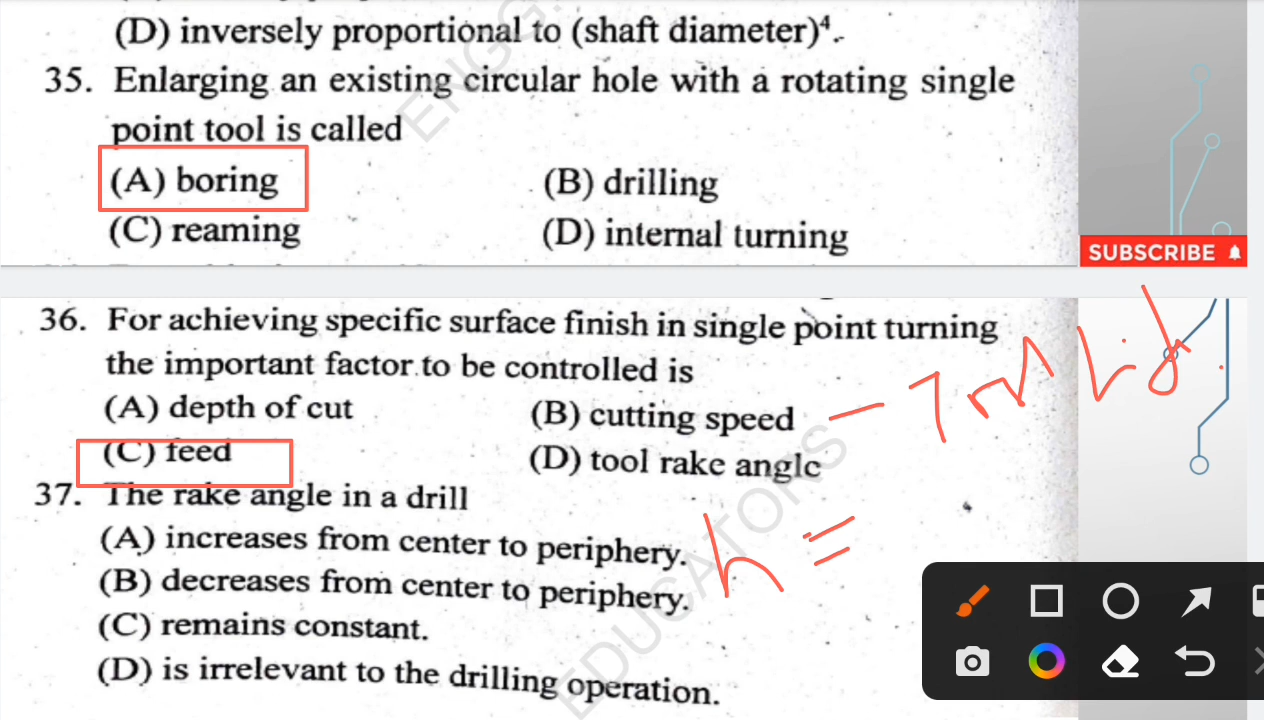 (D) inversely proportional to (shaft diameter)⁴.
35. Enlarging an existing circular hole with a rotating single
point tool is called
(A) boring
(B) drilling
(C) reaming
(D) internal turning
SUBSCRIBE
36. For achieving specific surface finish in single point turning
the important factor to be controlled is
(A) depth of cut
(B) cutting speed
(C) feed
(D) tool rake angle
37. The rake angle in a drill
(A) increases from center to periphery.
(B) decreases from center to periphery.
(C) remains constant.
(D) is irrelevant to the drilling operation.
h =
EDUCATORS